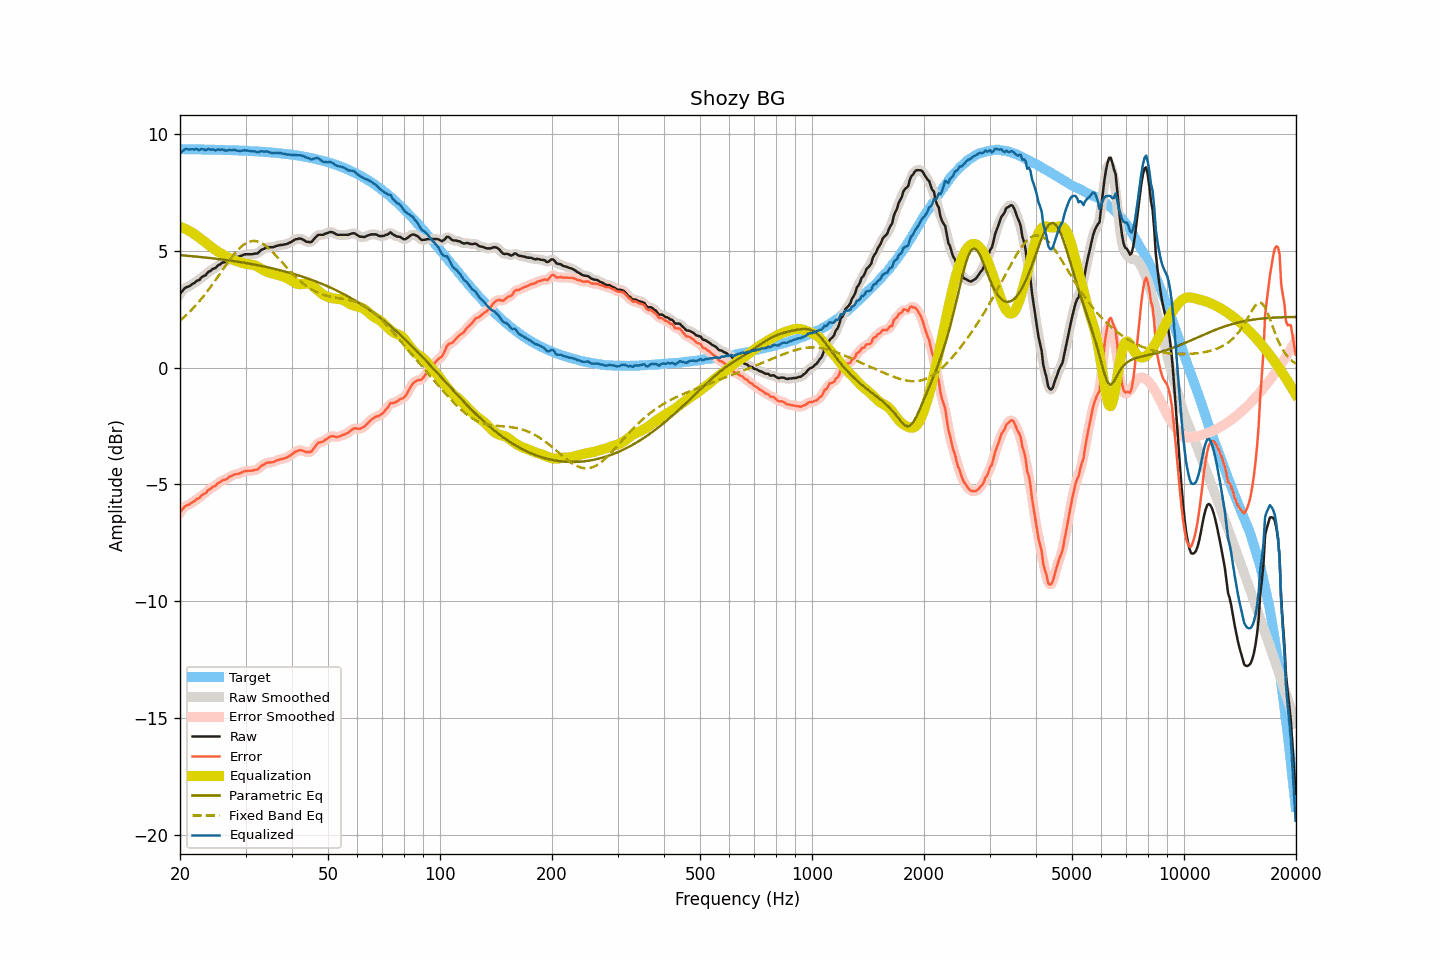 Shozy BG
10
5
0
−5
−10
−15
−20
Amplitude (dBr)
Target
Raw Smoothed
Error Smoothed
Raw
Error
Equalization
Parametric Eq
Fixed Band Eq
Equalized
20 50 100 200 500 1000 2000 5000 10000 20000
Frequency (Hz)